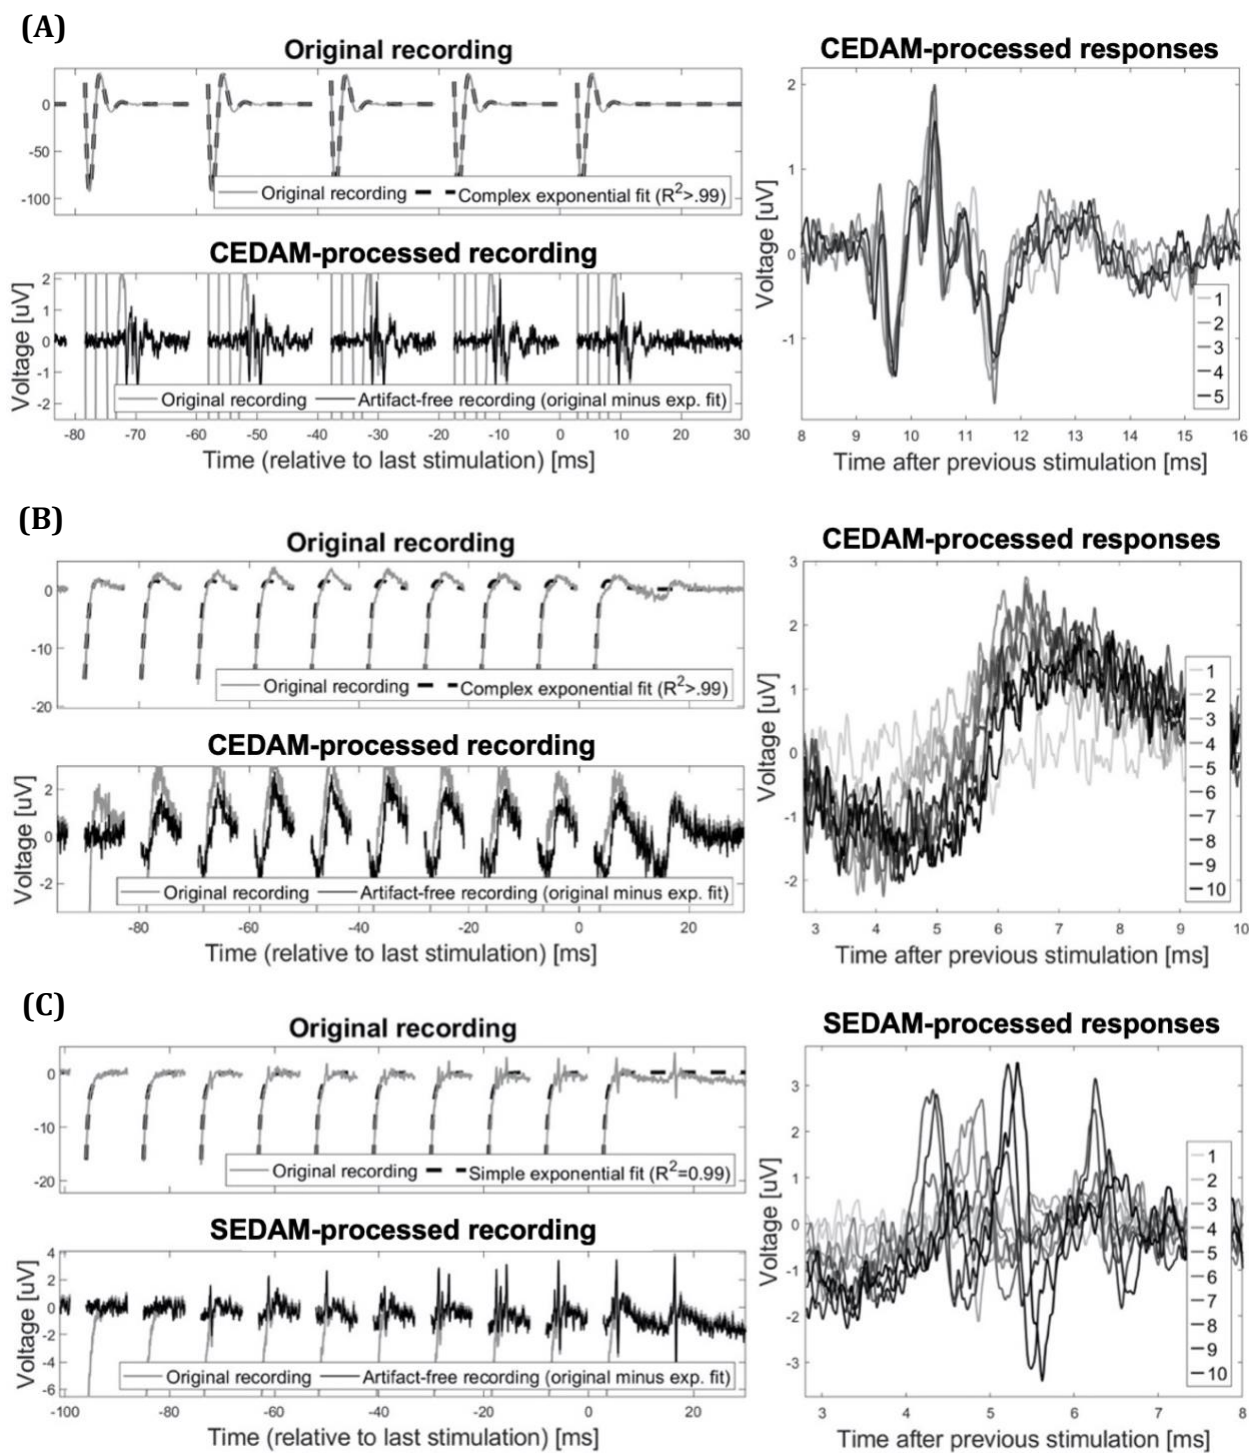 (A)
Original recording
0
-50
-100
Original recording Complex exponential fit (R²>.99)
CEDAM-processed recording
Voltage [uV]
2
1
0
-1
-2
Original recording Artifact-free recording (original minus exp. fit)
-80 -70 -60 -50 -40 -30 -20 -10 0 10 20 30
Time (relative to last stimulation) [ms]
CEDAM-processed responses
Voltage [uV]
2
1
0
-1
1
2
3
4
5
8 9 10 11 12 13 14 15 16
Time after previous stimulation [ms]
(B)
Original recording
0
-10
-20
Original recording Complex exponential fit (R²>.99)
CEDAM-processed recording
Voltage [uV]
2
0
-2
Original recording Artifact-free recording (original minus exp. fit)
-80 -60 -40 -20 0 20
Time (relative to last stimulation) [ms]
CEDAM-processed responses
Voltage [uV]
3
2
1
0
-1
-2
1
2
3
4
5
6
7
8
9
10
3 4 5 6 7 8 9 10
Time after previous stimulation [ms]
(C)
Original recording
0
-10
-20
Original recording Simple exponential fit (R²=0.99)
SEDAM-processed recording
Voltage [uV]
4
2
0
-2
-4
-6
Original recording Artifact-free recording (original minus exp. fit)
-100 -80 -60 -40 -20 0 20
Time (relative to last stimulation) [ms]
SEDAM-processed responses
Voltage [uV]
3
2
1
0
-1
-2
-3
1
2
3
4
5
6
7
8
9
10
3 4 5 6 7 8
Time after previous stimulation [ms]